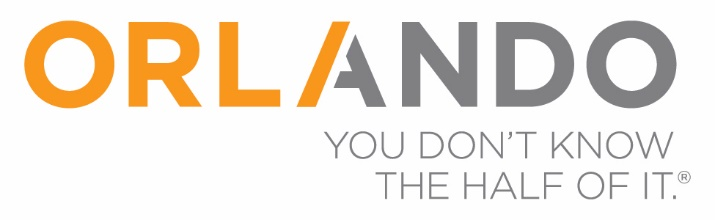 ORLANDO
YOU DON'T KNOW
THE HALF OF IT.®